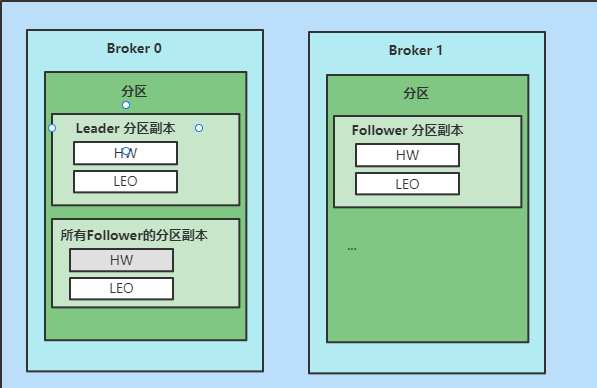 Broker 0
分区
Leader 分区副本
HW
LEO
所有Follower的分区副本
HW
LEO
Broker 1
分区
Follower 分区副本
HW
LEO
...